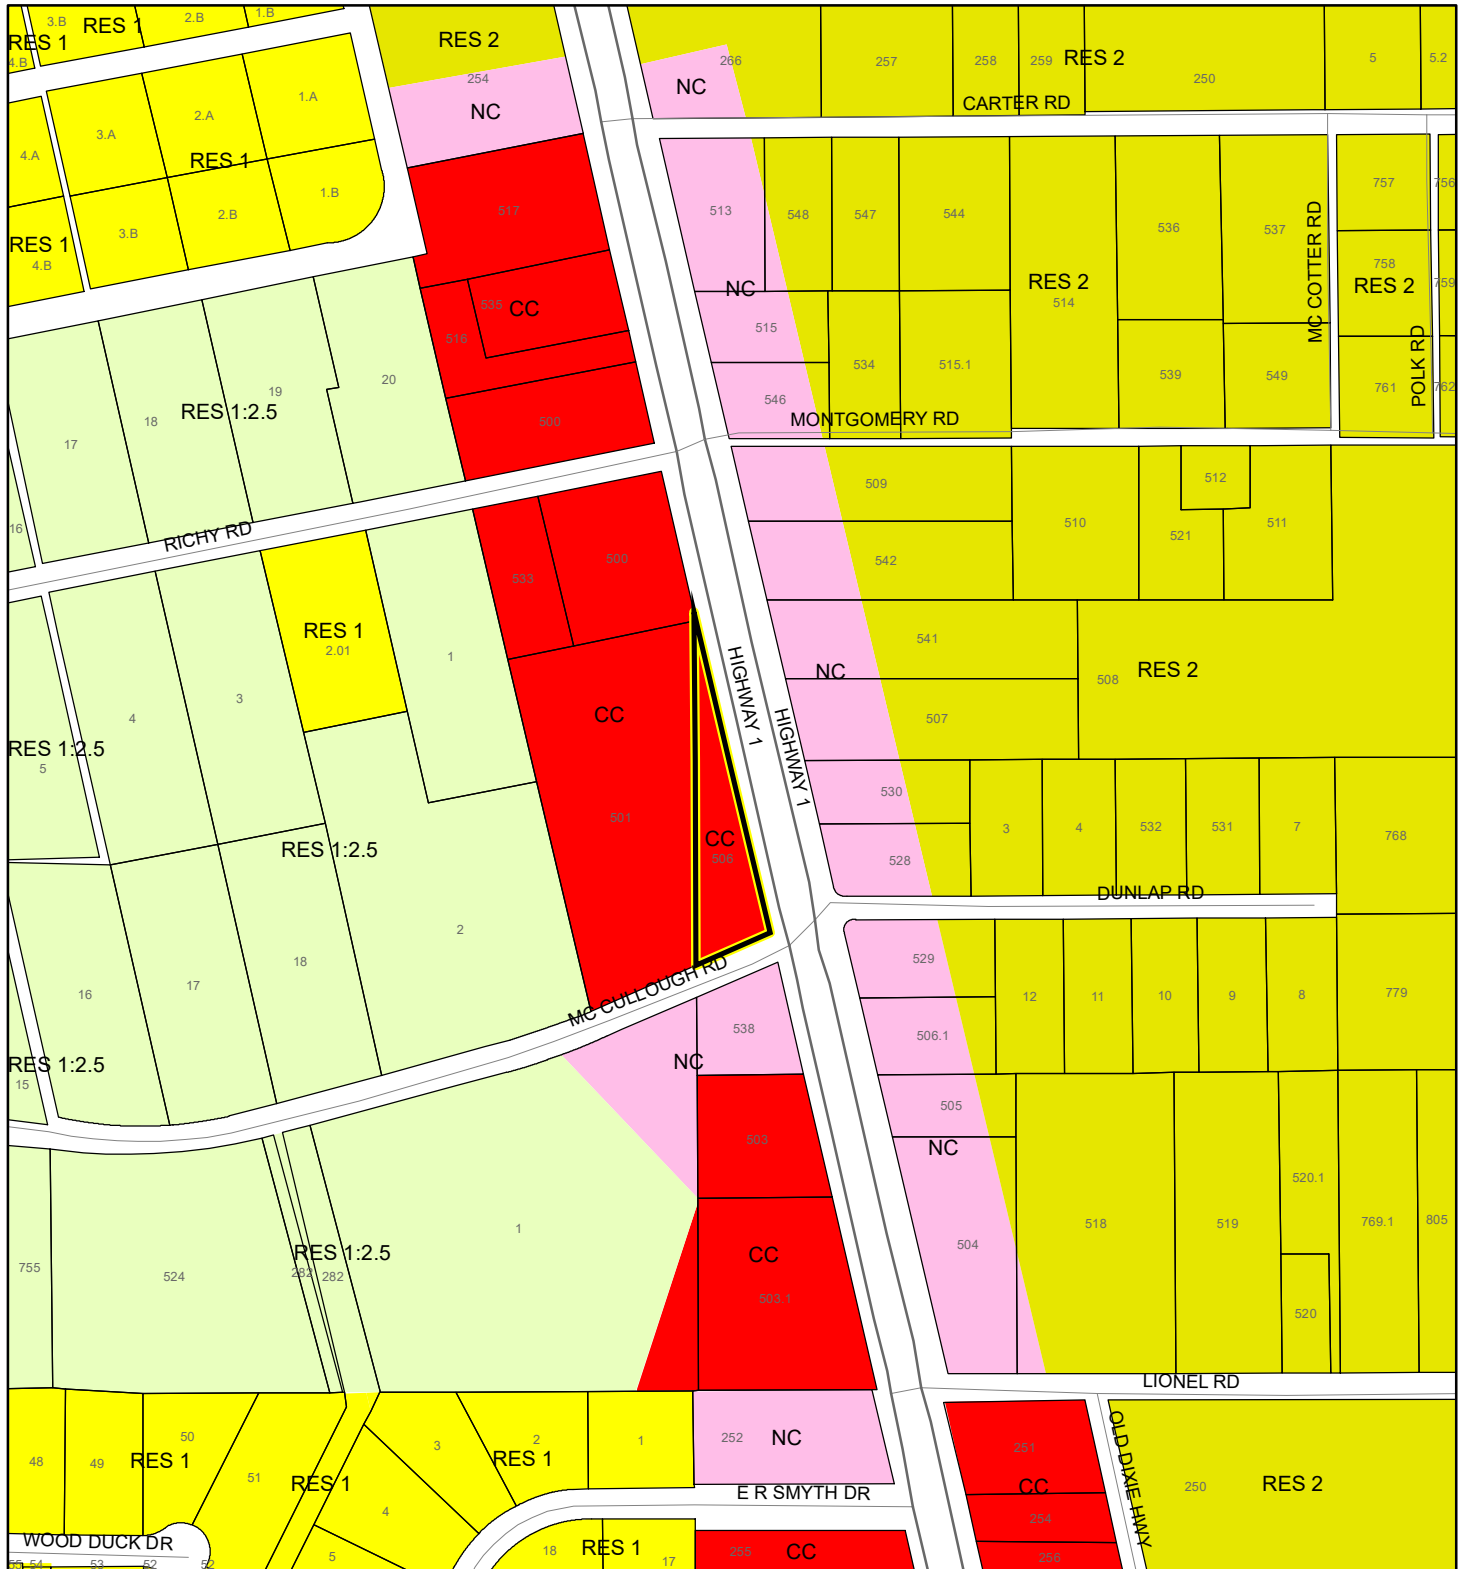 3.B
RES 1
2.B
1.B
RES 1
4.B
RES 2
254
NC
266
NC
257
258
259
RES 2
250
5
5.2
CARTER RD
1.A
2.A
3.A
4.A
RES 1
1.B
2.B
3.B
RES 1
4.B
517
535
CC
516
500
513
548
547
544
536
537
757
756
NC
RES 2
514
MC COTTER RD
758
RES 2
759
515
534
515.1
539
549
761
POLK RD
762
546
MONTGOMERY RD
20
19
18
RES 1:2.5
17
16
RICHY RD
509
512
510
521
511
542
533
500
RES 1
2.01
1
3
4
RES 1:2.5
5
541
NC
508
RES 2
507
HIGHWAY 1
HIGHWAY 1
CC
501
CC
506
530
3
4
532
531
7
768
528
DUNLAP RD
RES 1:2.5
2
18
17
16
529
12
11
10
9
8
779
506.1
MC CULLOUGH RD
538
NC
RES 1:2.5
15
505
NC
503
520.1
1
518
519
769.1
805
504
CC
503.1
755
524
RES 1:2.5
282
282
520
LIONEL RD
50
48
49
RES 1
51
RES 1
3
2
RES 1
1
4
252
NC
251
CC
254
256
OLD DIXIE HWY
250
RES 2
E R SMYTH DR
WOOD DUCK DR
55
54
53
52
52
5
18
RES 1
17
255
CC